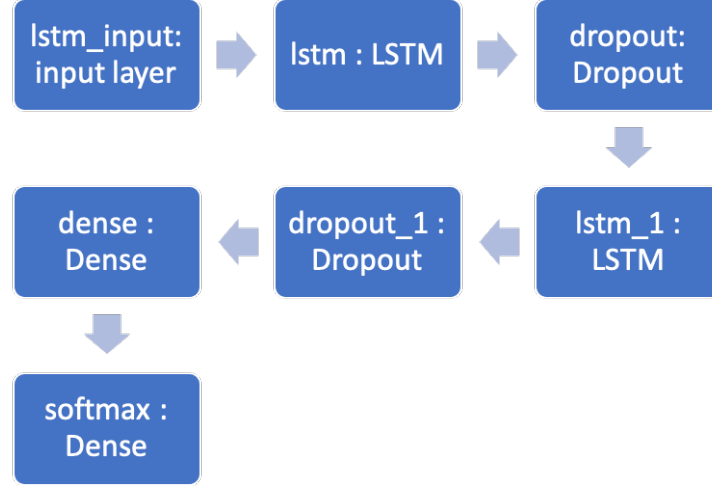 lstm_input:
input layer
lstm : LSTM
dropout:
Dropout
lstm_1 :
LSTM
dropout_1 :
Dropout
dense :
Dense
softmax :
Dense